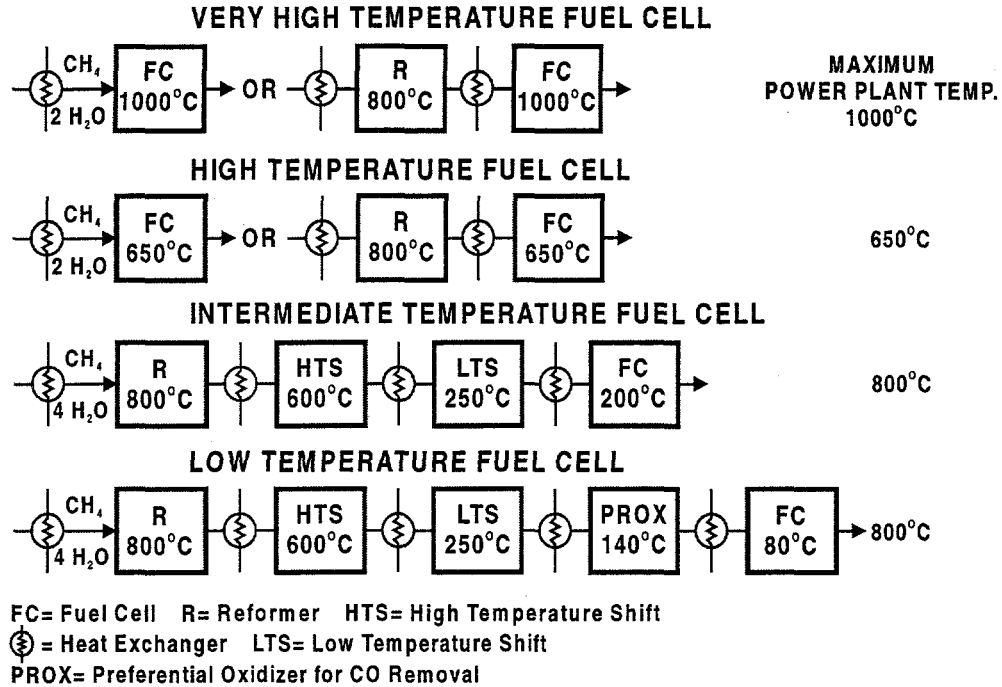 VERY HIGH TEMPERATURE FUEL CELL
CH₄
2 H₂O
FC
1000°C
OR
R
800°C
FC
1000°C
MAXIMUM
POWER PLANT TEMP.
1000°C
HIGH TEMPERATURE FUEL CELL
CH₄
2 H₂O
FC
650°C
OR
R
800°C
FC
650°C
650°C
INTERMEDIATE TEMPERATURE FUEL CELL
CH₄
4 H₂O
R
800°C
HTS
600°C
LTS
250°C
FC
200°C
800°C
LOW TEMPERATURE FUEL CELL
CH₄
4 H₂O
R
800°C
HTS
600°C
LTS
250°C
PROX
140°C
FC
80°C
800°C
FC= Fuel Cell R= Reformer HTS= High Temperature Shift
= Heat Exchanger LTS= Low Temperature Shift
PROX= Preferential Oxidizer for CO Removal